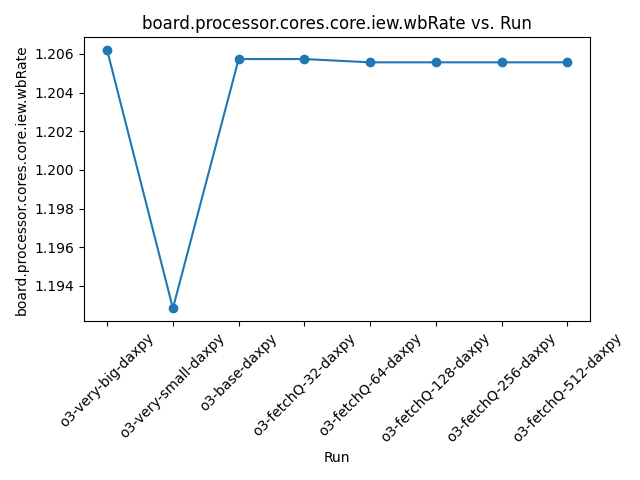 board.processor.cores.core.iew.wbRate vs. Run
board.processor.cores.core.iew.wbRate
1.206
1.204
1.202
1.200
1.198
1.196
1.194
o3-very-big-daxpy
o3-very-small-daxpy
o3-base-daxpy
o3-fetchQ-32-daxpy
o3-fetchQ-64-daxpy
o3-fetchQ-128-daxpy
o3-fetchQ-256-daxpy
o3-fetchQ-512-daxpy
Run